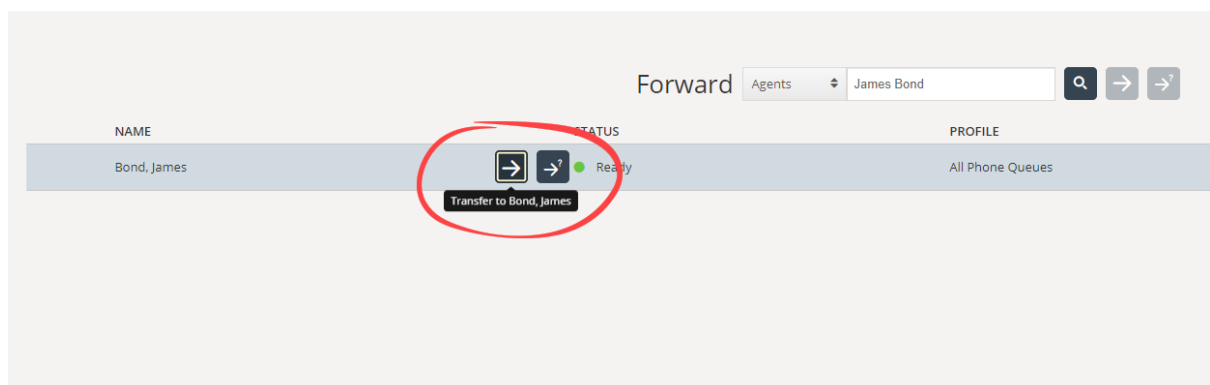 Forward Agents James Bond
NAME STATUS PROFILE
Bond, James Ready All Phone Queues
Transfer to Bond, James